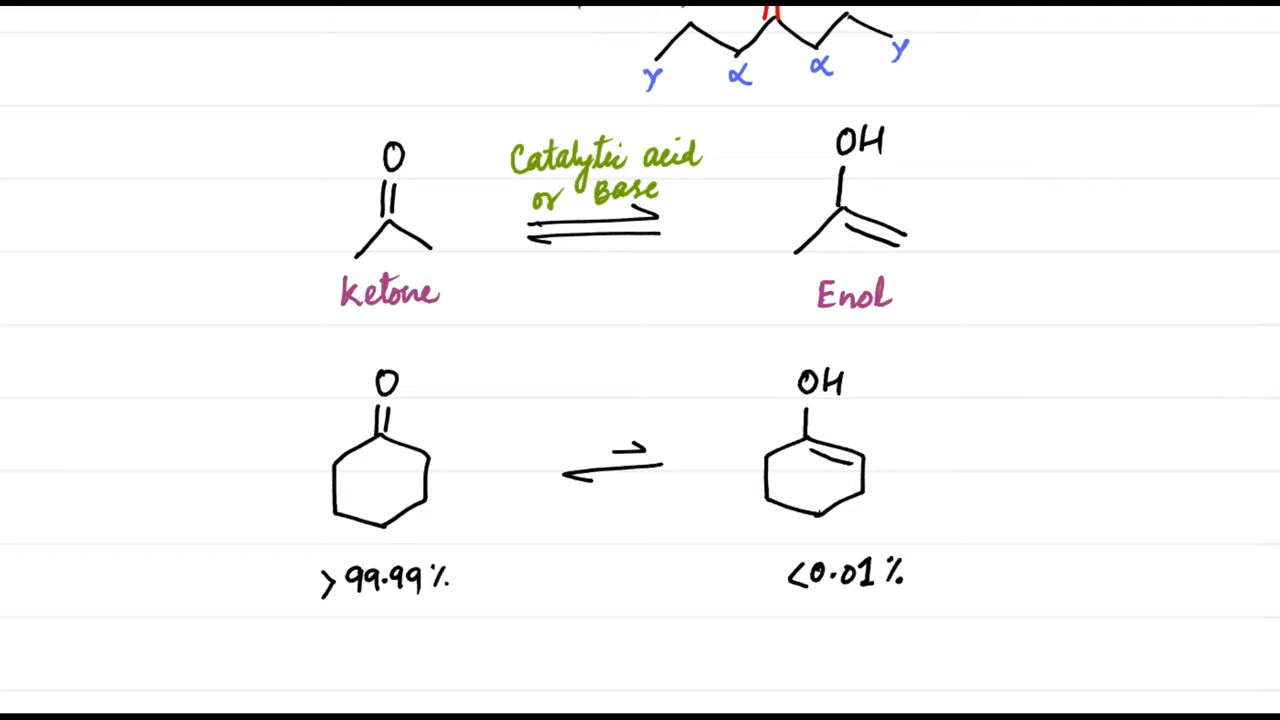 γ α α γ
O
Catalytic acid
or Base
OH
Ketone
Enol
O
OH
>99.99%
<0.01%